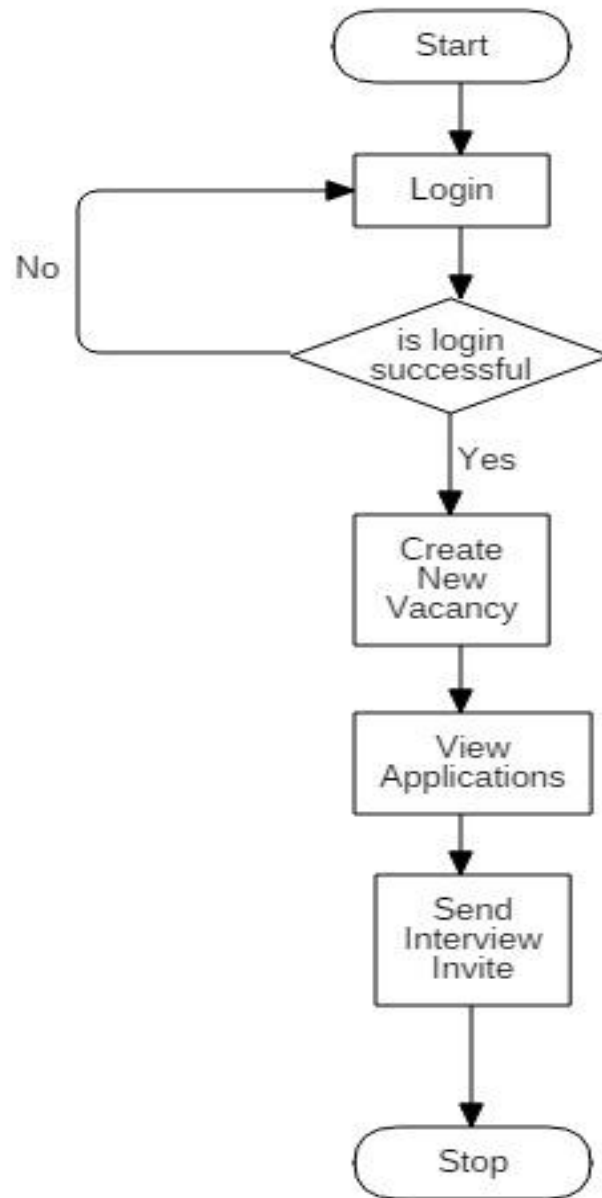 Start
Login
No
is login
successful
Yes
Create
New
Vacancy
View
Applications
Send
Interview
Invite
Stop